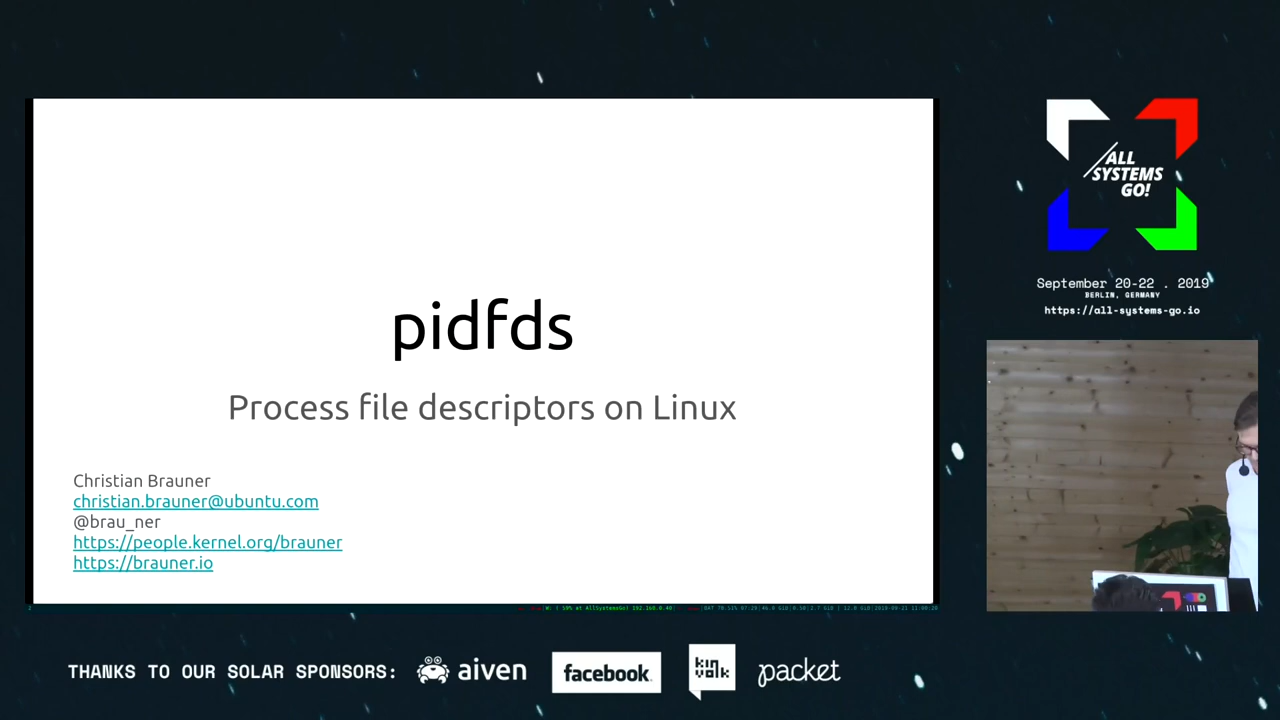 pidfds
Process file descriptors on Linux
Christian Brauner
christian.brauner@ubuntu.com
@brau_ner
https://people.kernel.org/brauner
https://brauner.io
/ALL
SYSTEMS
GO!
September 20-22 . 2019
BERLIN, GERMANY
https://all-systems-go.io
THANKS TO OUR SOLAR SPONSORS:
aiven
facebook
kin
volk
packet